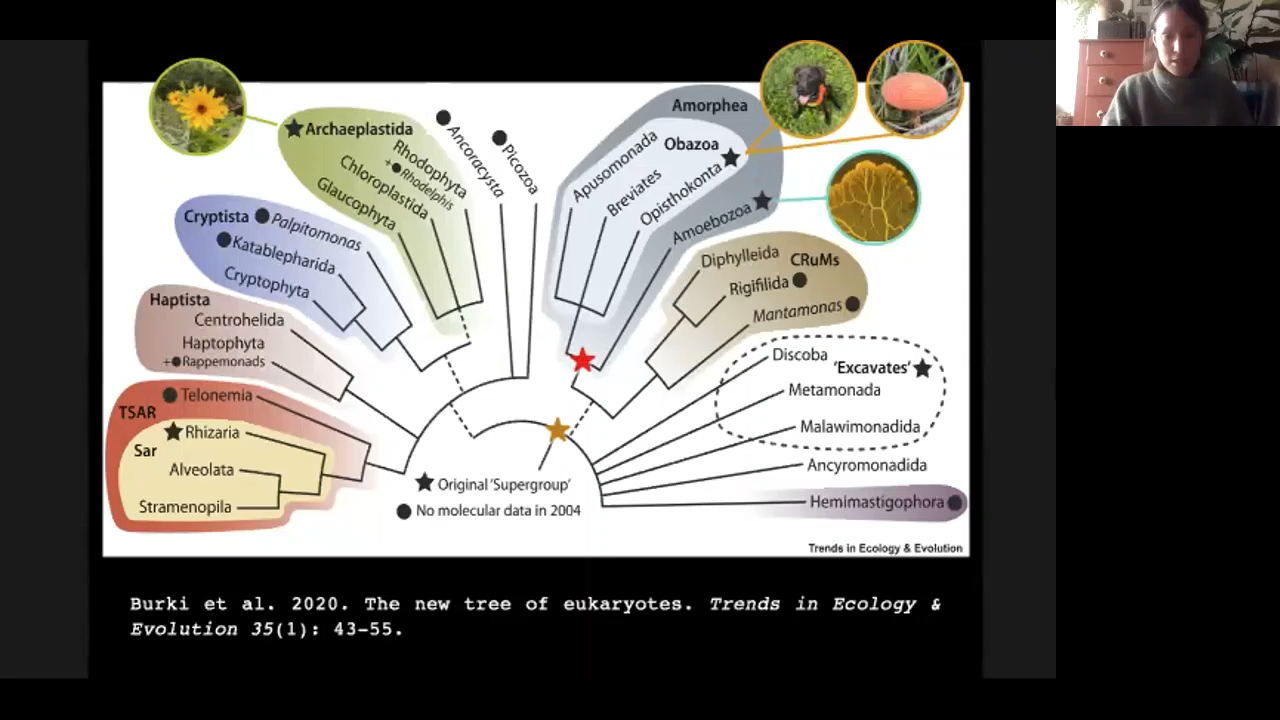 Archaeplastida
Rhodophyta
+ Rhodelphis
Chloroplastida
Glaucophyta
Ancoracysta
Picozoa
Amorphea
Obazoa
Apusomonada
Breviates
Opisthokonta
Amoebozoa
Cryptista
Palpitomonas
Katablepharida
Cryptophyta
Diphylleida
CRuMs
Rigifilida
Mantamonas
Haptista
Centrohelida
Haptophyta
+ Rappemonads
Discoba
'Excavates'
Metamonada
Malawimonadida
TSAR
Telonemia
Sar
Rhizaria
Alveolata
Stramenopila
Ancyromonadida
Hemimastigophora
Original 'Supergroup'
No molecular data in 2004
Trends in Ecology & Evolution
Burki et al. 2020. The new tree of eukaryotes. Trends in Ecology &
Evolution 35(1): 43-55.